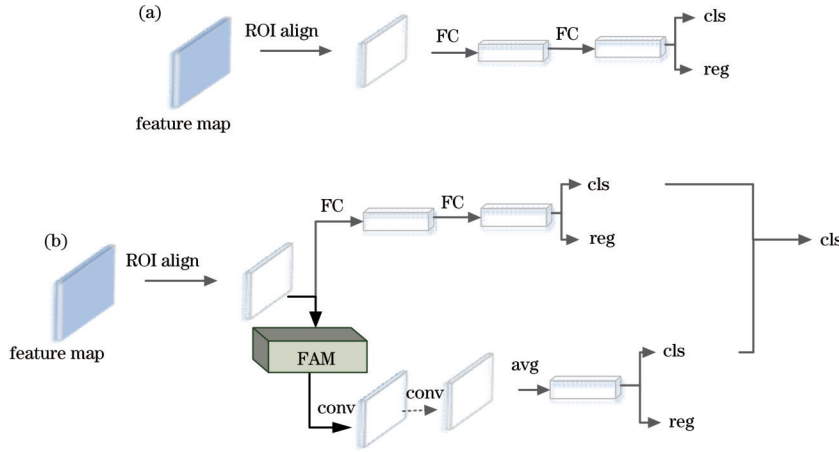 (a)
ROI align
FC
FC
cls
reg
feature map
(b)
ROI align
FC
FC
cls
reg
cls
feature map
FAM
conv
conv
avg
cls
reg